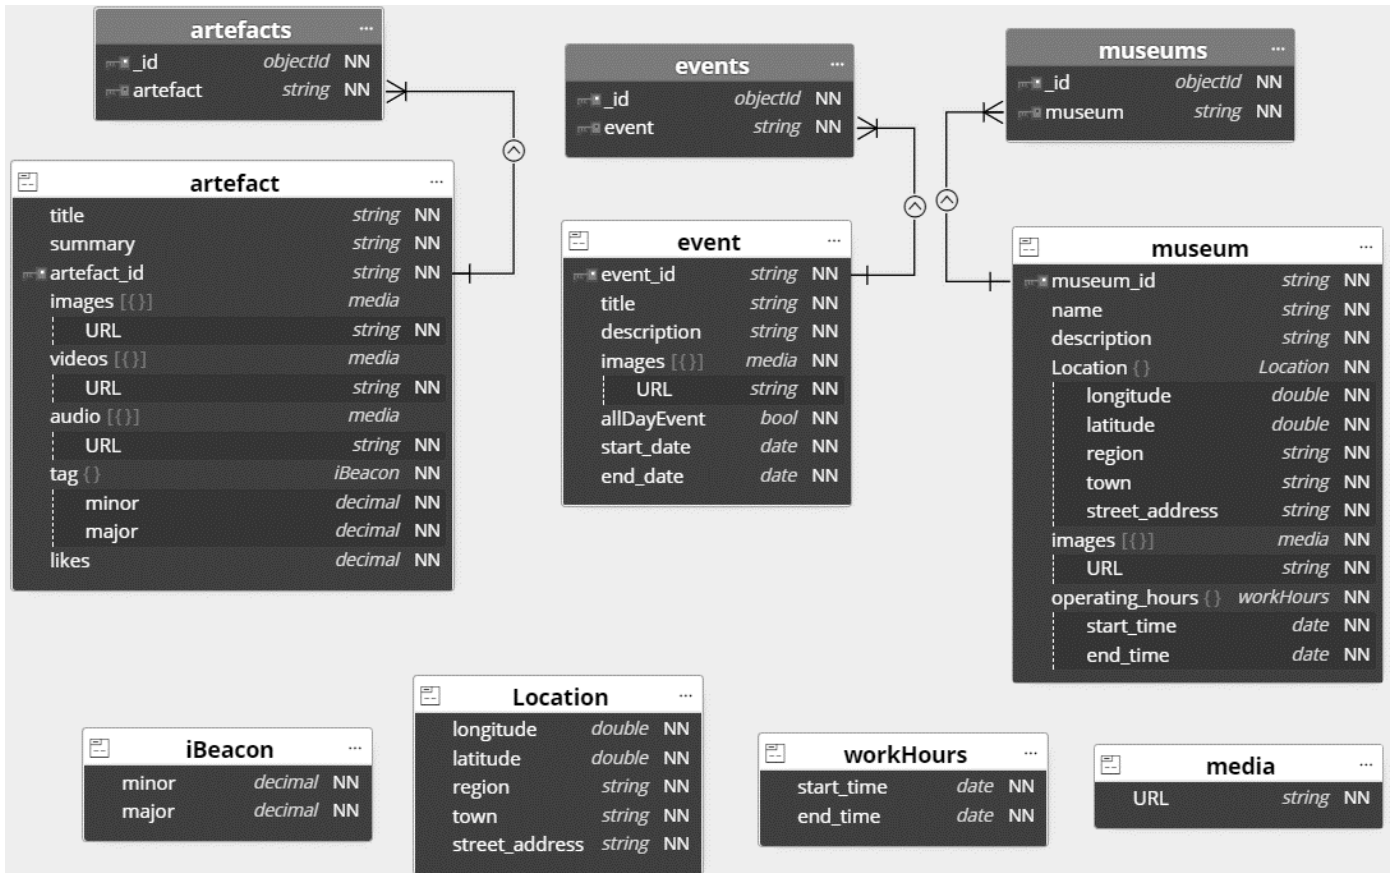 artefacts ...
_id objectId NN
artefact string NN
events ...
_id objectId NN
event string NN
museums ...
_id objectId NN
museum string NN
artefact ...
title string NN
summary string NN
artefact_id string NN
images [{}] media
URL string NN
videos [{}] media
URL string NN
audio [{}] media
URL string NN
tag {} iBeacon NN
minor decimal NN
major decimal NN
likes decimal NN
event ...
event_id string NN
title string NN
description string NN
images [{}] media NN
URL string NN
allDayEvent bool NN
start_date date NN
end_date date NN
museum ...
museum_id string NN
name string NN
description string NN
Location {} Location NN
longitude double NN
latitude double NN
region string NN
town string NN
street_address string NN
images [{}] media NN
URL string NN
operating_hours {} workHours NN
start_time date NN
end_time date NN
iBeacon ...
minor decimal NN
major decimal NN
Location ...
longitude double NN
latitude double NN
region string NN
town string NN
street_address string NN
workHours ...
start_time date NN
end_time date NN
media ...
URL string NN